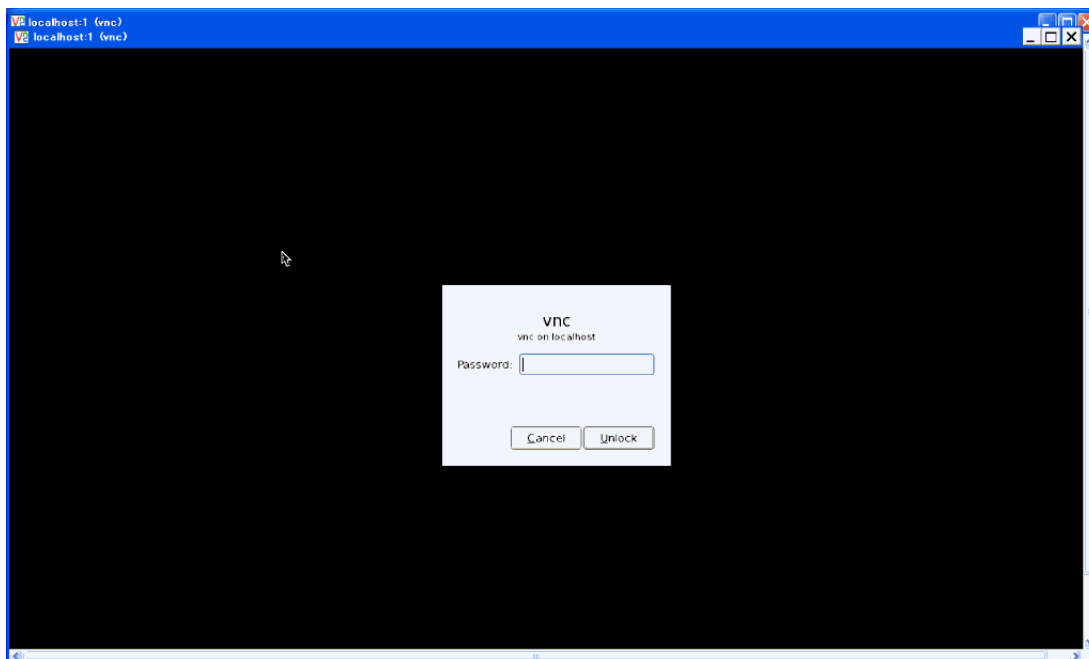 localhost:1 (vnc)
localhost:1 (vnc)
vnc
vnc on localhost
Password:
Cancel Unlock